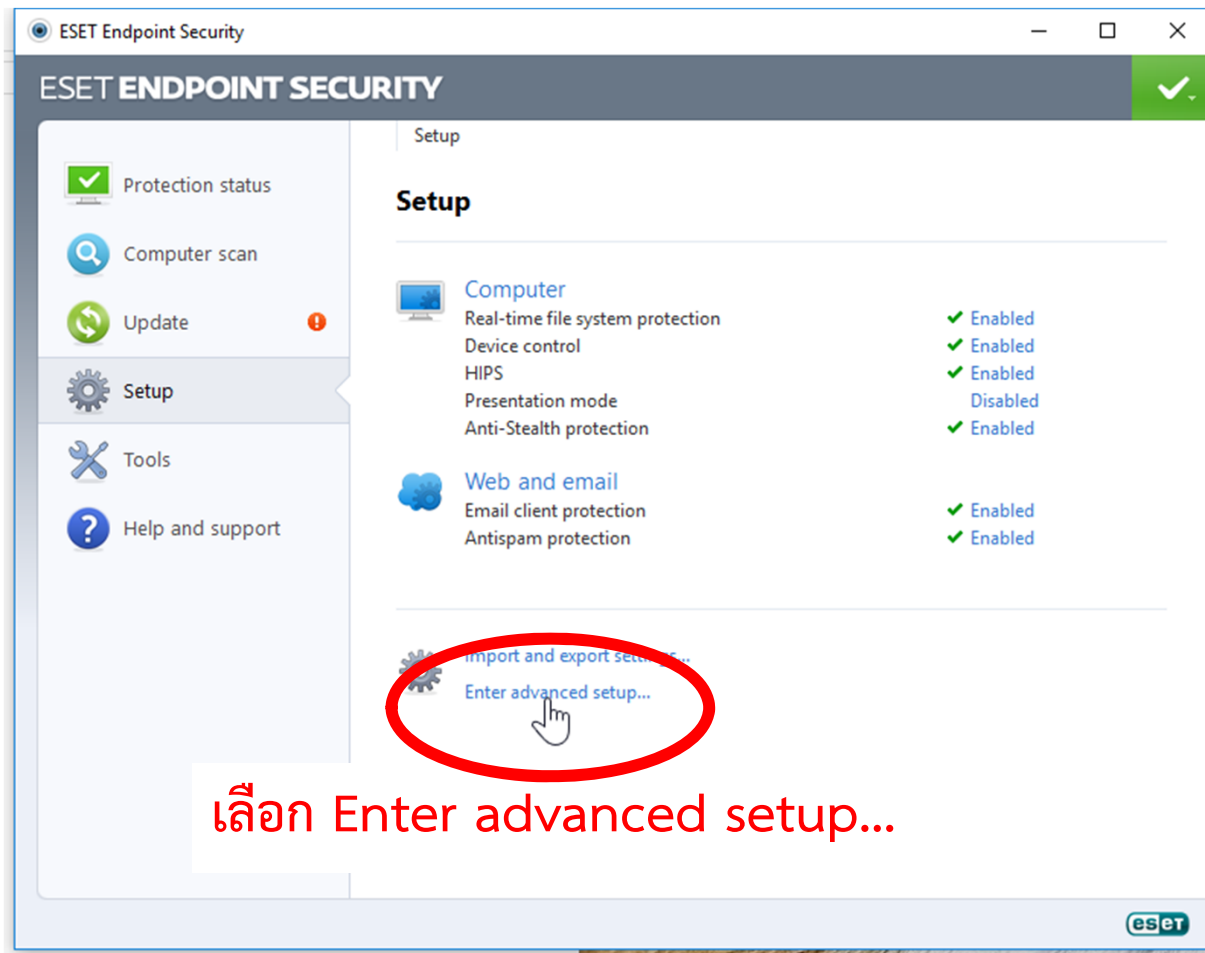 ESET Endpoint Security
ESET ENDPOINT SECURITY
Setup
Protection status
Computer scan
Update
Setup
Tools
Help and support
Setup
Computer
Real-time file system protection Enabled
Device control Enabled
HIPS Enabled
Presentation mode Disabled
Anti-Stealth protection Enabled
Web and email
Email client protection Enabled
Antispam protection Enabled
Import and export settings...
Enter advanced setup...
เลือก Enter advanced setup...
eset